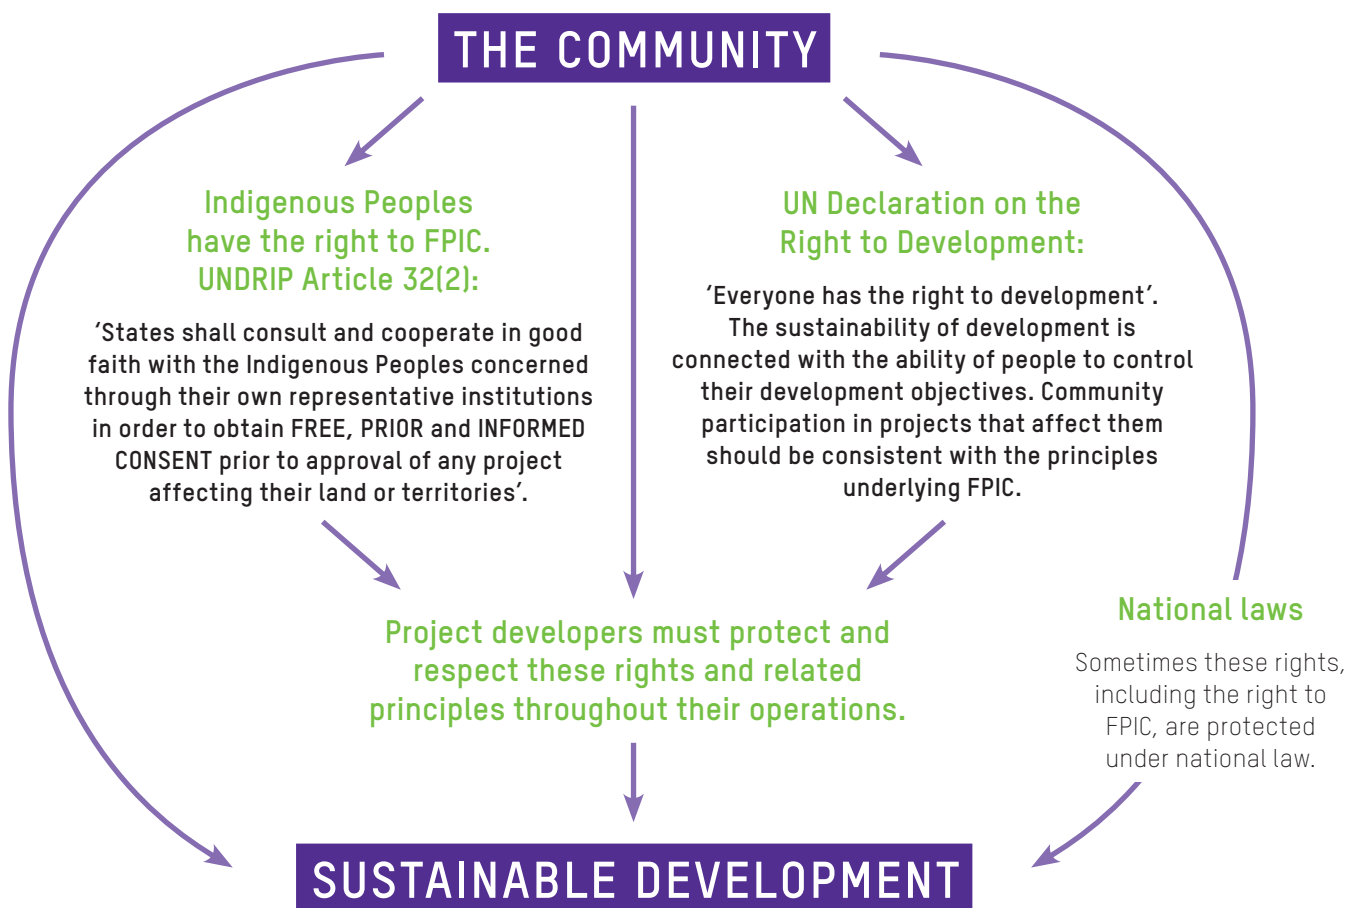 THE COMMUNITY
Indigenous Peoples
have the right to FPIC.
UNDRIP Article 32(2):
‘States shall consult and cooperate in good
faith with the Indigenous Peoples concerned
through their own representative institutions
in order to obtain FREE, PRIOR and INFORMED
CONSENT prior to approval of any project
affecting their land or territories’.
UN Declaration on the
Right to Development:
‘Everyone has the right to development’.
The sustainability of development is
connected with the ability of people to control
their development objectives. Community
participation in projects that affect them
should be consistent with the principles
underlying FPIC.
Project developers must protect and
respect these rights and related
principles throughout their operations.
National laws
Sometimes these rights,
including the right to
FPIC, are protected
under national law.
SUSTAINABLE DEVELOPMENT